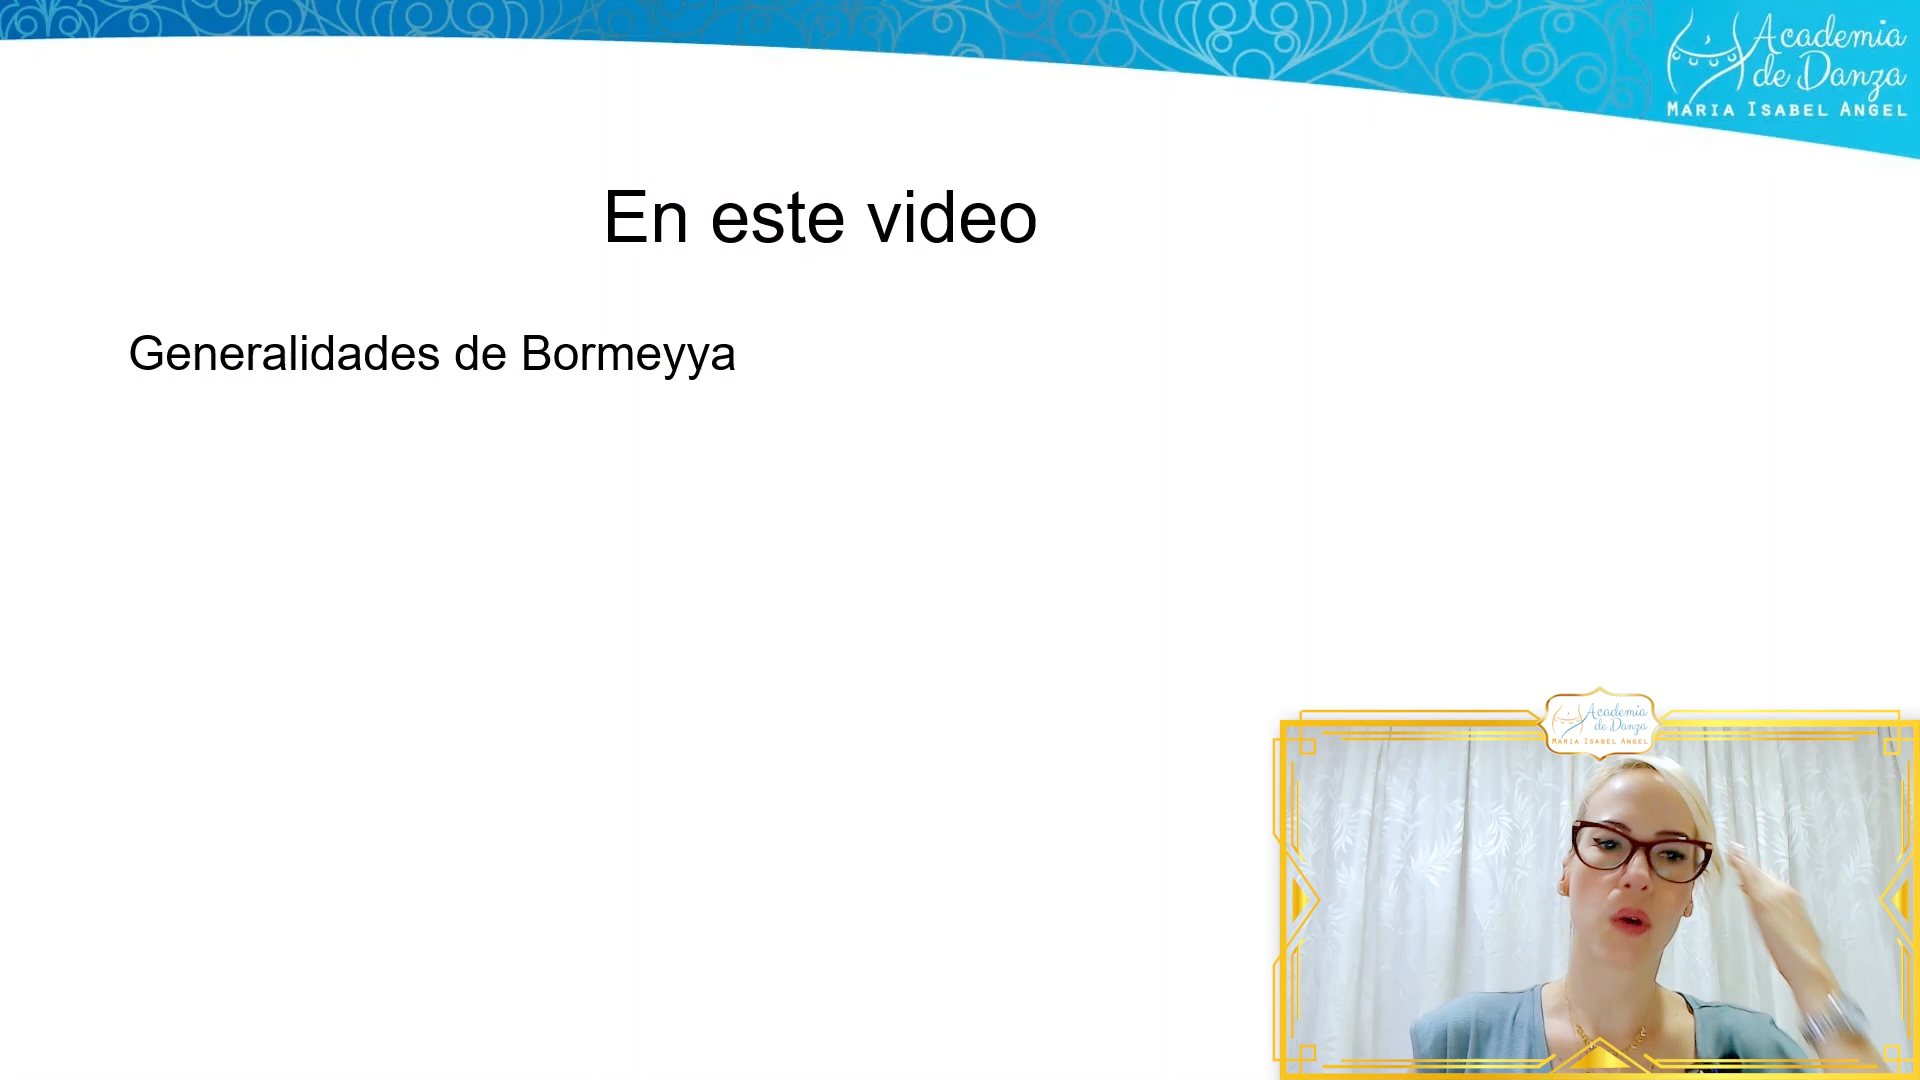 Academia
de Danza
MARIA ISABEL ANGEL
En este video
Generalidades de Bormeyya
Academia
de Danza
MARIA ISABEL ANGEL